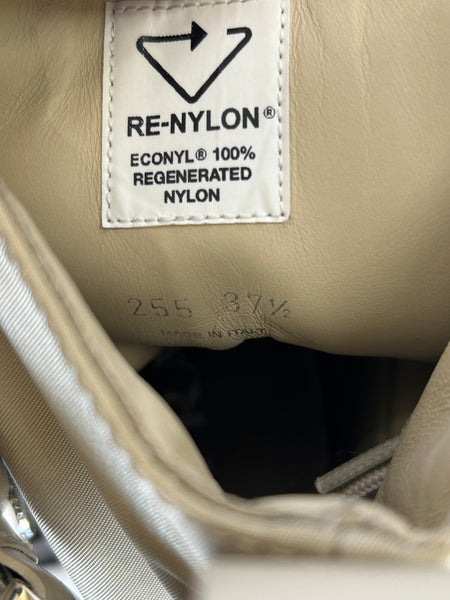 RE-NYLON®
ECONYL® 100%
REGENERATED
NYLON
255 37½
MADE IN ITALY